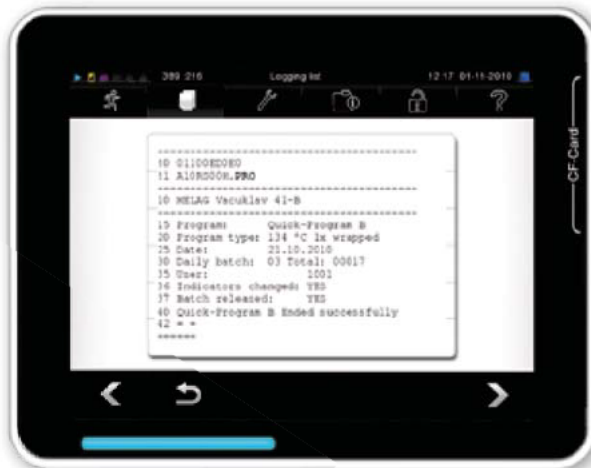 389 :216 Logging list 12:17 01-11-2010
--------------------------------------------
10 01100ED0E0
11 A10RS00H.PRO
--------------------------------------------
10 MELAG Vacuklav 41-B
--------------------------------------------
15 Program: Quick-Program B
20 Program type: 134 °C 1x wrapped
25 Date: 21.10.2010
30 Daily batch: 03 Total: 00017
35 User: 1001
36 Indicators changed: YES
37 Batch released: YES
40 Quick-Program B Ended successfully
42 = =
======
CF-Card